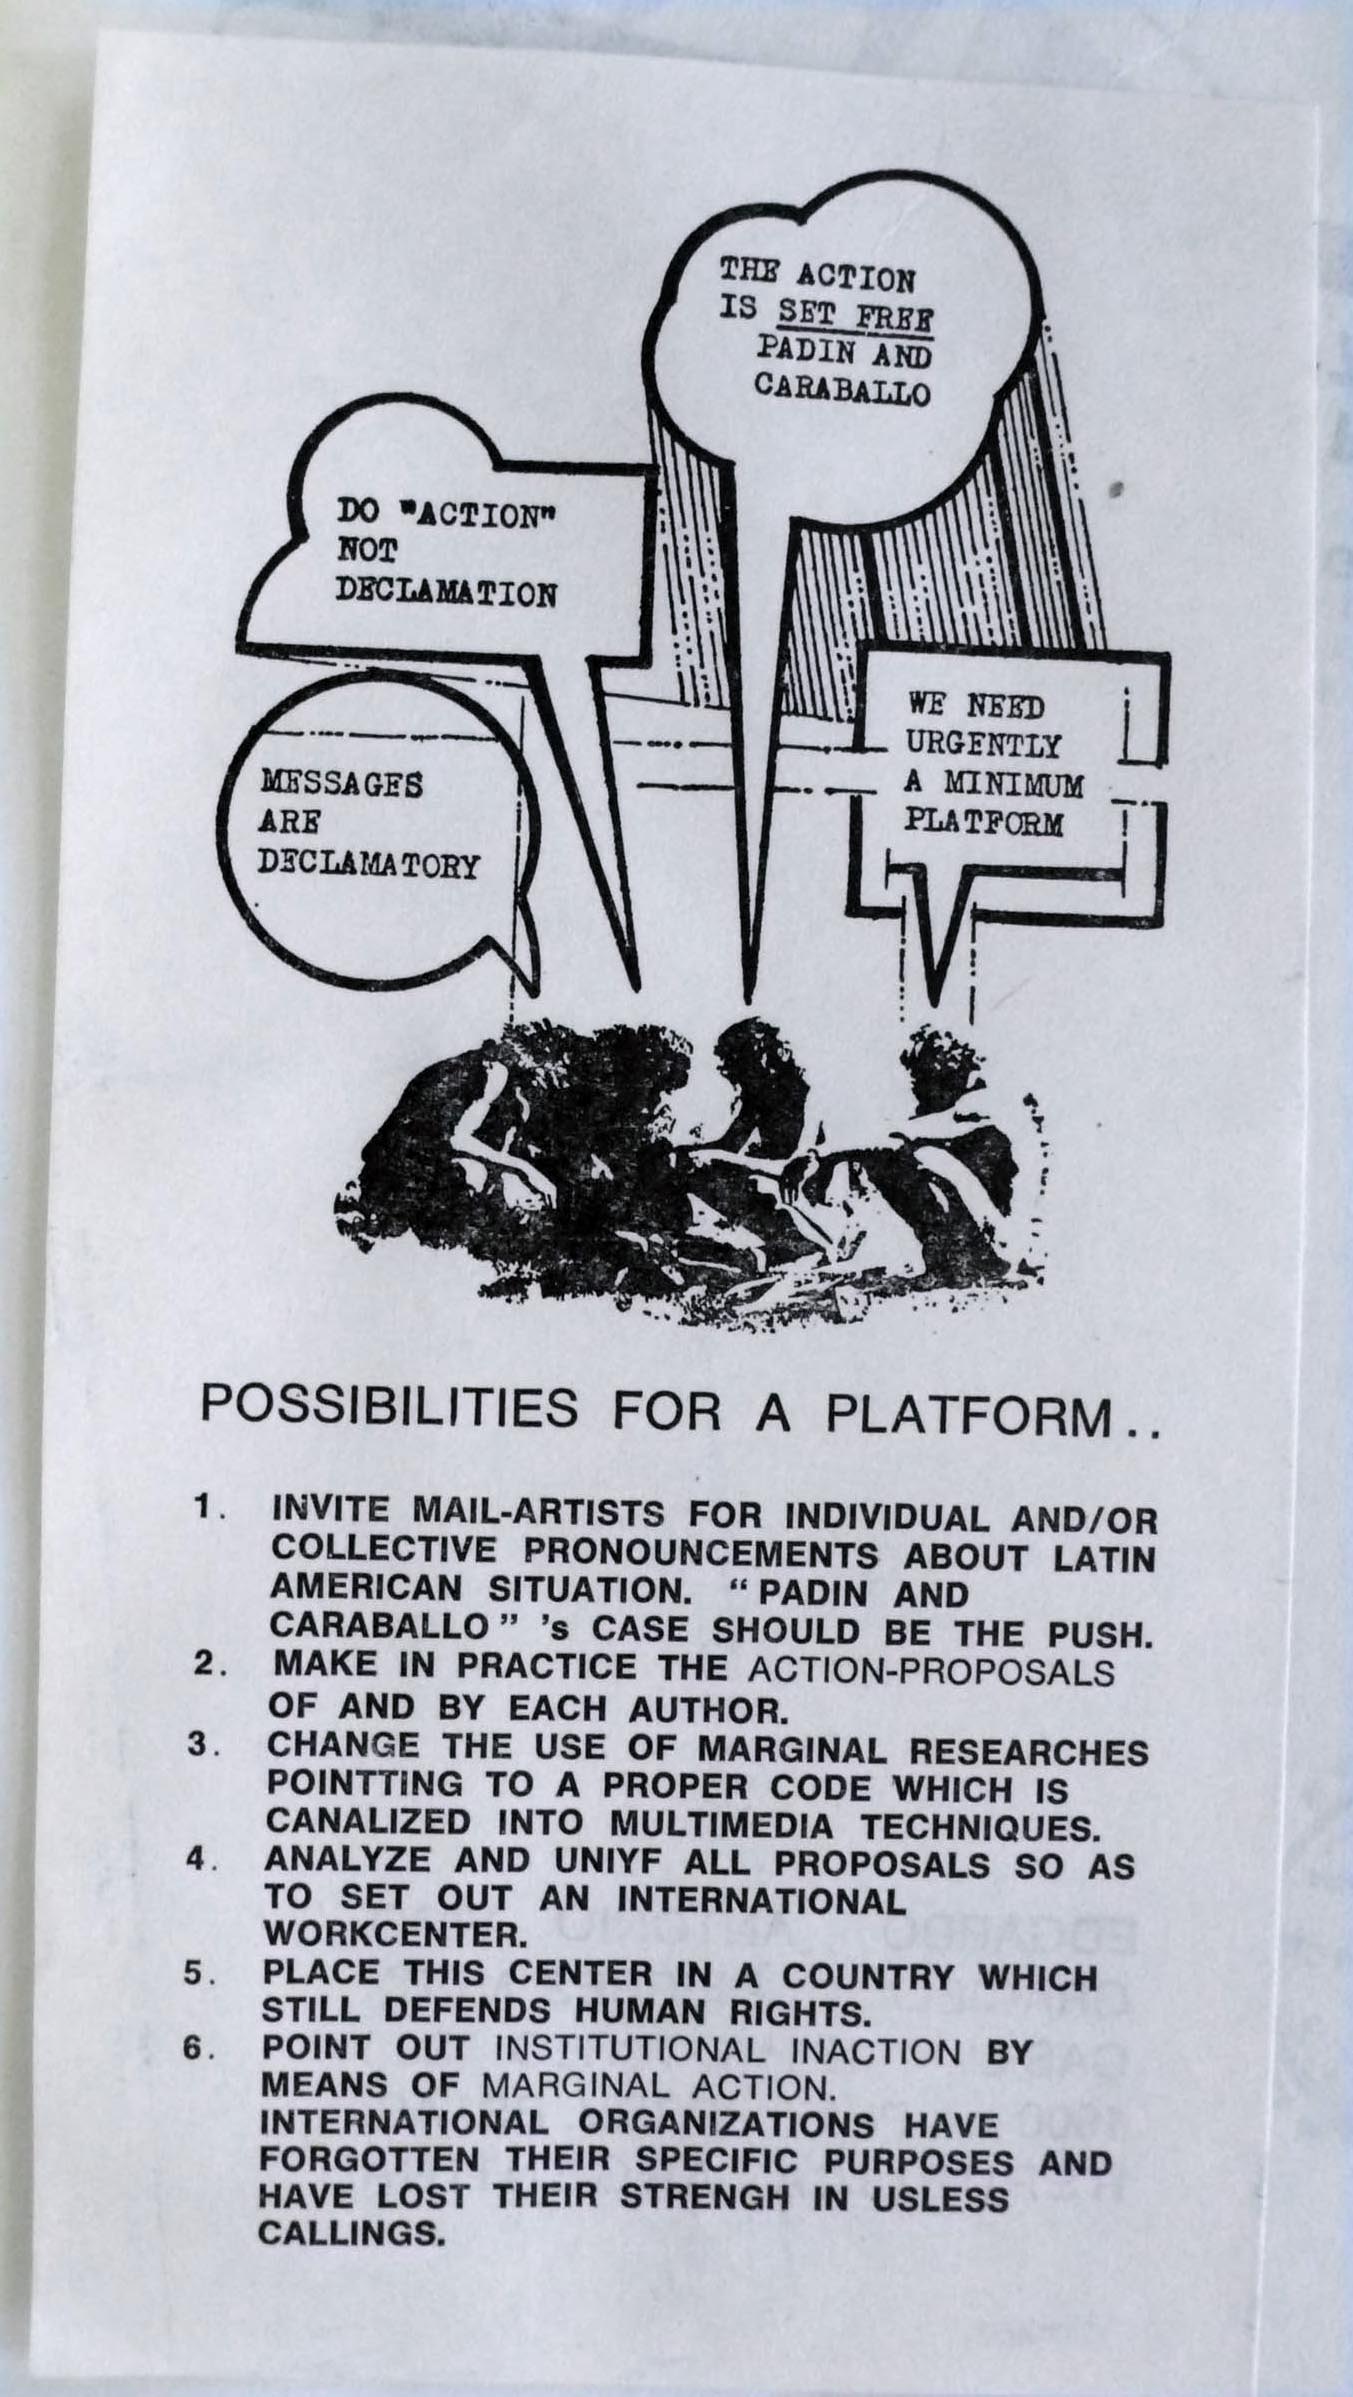 THE ACTION
IS SET FREE
PADIN AND
CARABALLO
DO "ACTION"
NOT
DECLAMATION
MESSAGES
ARE
DECLAMATORY
WE NEED
URGENTLY
A MINIMUM
PLATFORM
POSSIBILITIES FOR A PLATFORM..
1. INVITE MAIL-ARTISTS FOR INDIVIDUAL AND/OR
COLLECTIVE PRONOUNCEMENTS ABOUT LATIN
AMERICAN SITUATION. “PADIN AND
CARABALLO” 's CASE SHOULD BE THE PUSH.
2. MAKE IN PRACTICE THE ACTION-PROPOSALS
OF AND BY EACH AUTHOR.
3. CHANGE THE USE OF MARGINAL RESEARCHES
POINTTING TO A PROPER CODE WHICH IS
CANALIZED INTO MULTIMEDIA TECHNIQUES.
4. ANALYZE AND UNIYF ALL PROPOSALS SO AS
TO SET OUT AN INTERNATIONAL
WORKCENTER.
5. PLACE THIS CENTER IN A COUNTRY WHICH
STILL DEFENDS HUMAN RIGHTS.
6. POINT OUT INSTITUTIONAL INACTION BY
MEANS OF MARGINAL ACTION.
INTERNATIONAL ORGANIZATIONS HAVE
FORGOTTEN THEIR SPECIFIC PURPOSES AND
HAVE LOST THEIR STRENGH IN USLESS
CALLINGS.